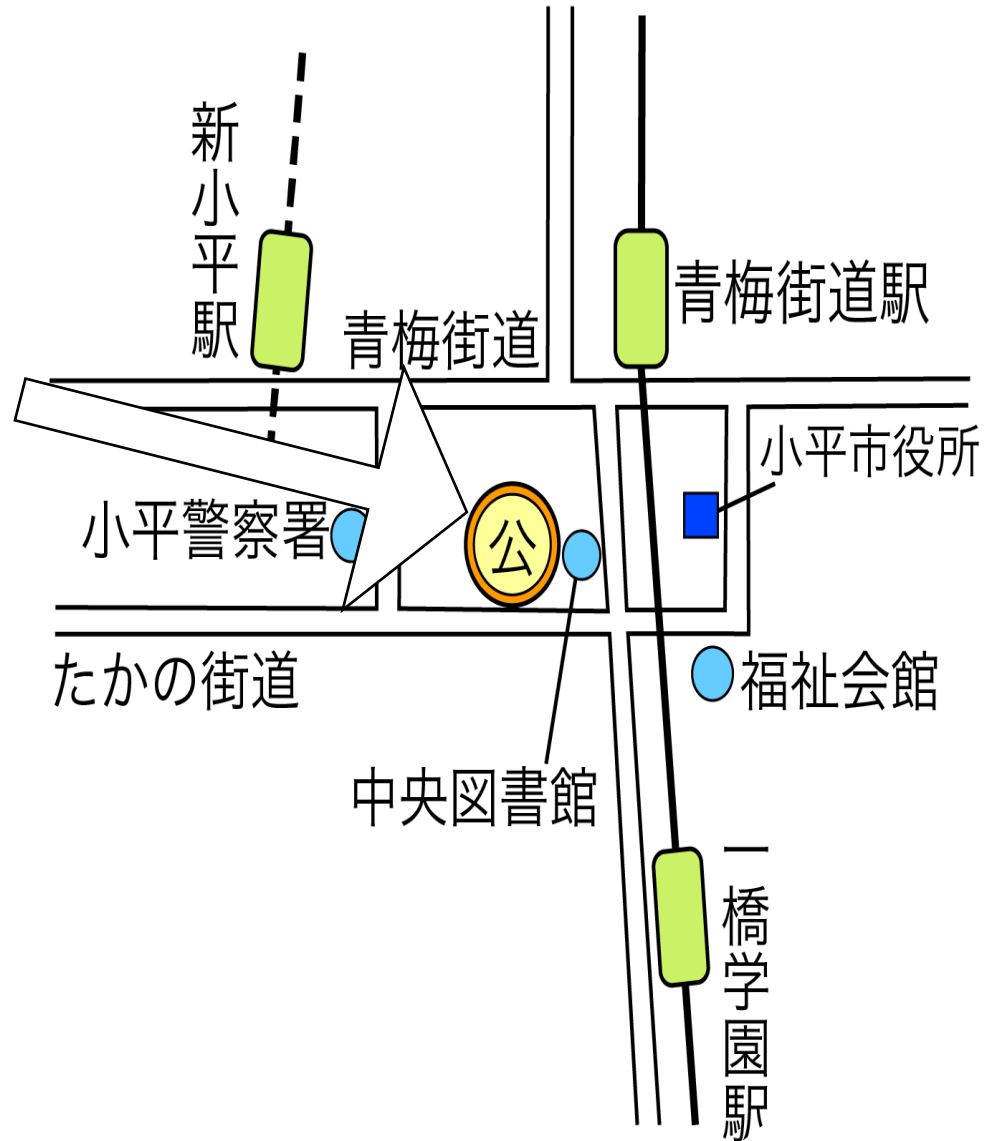 新小平駅
青梅街道駅
青梅街道
小平市役所
小平警察署
公
たかの街道
福祉会館
中央図書館
一橋学園駅